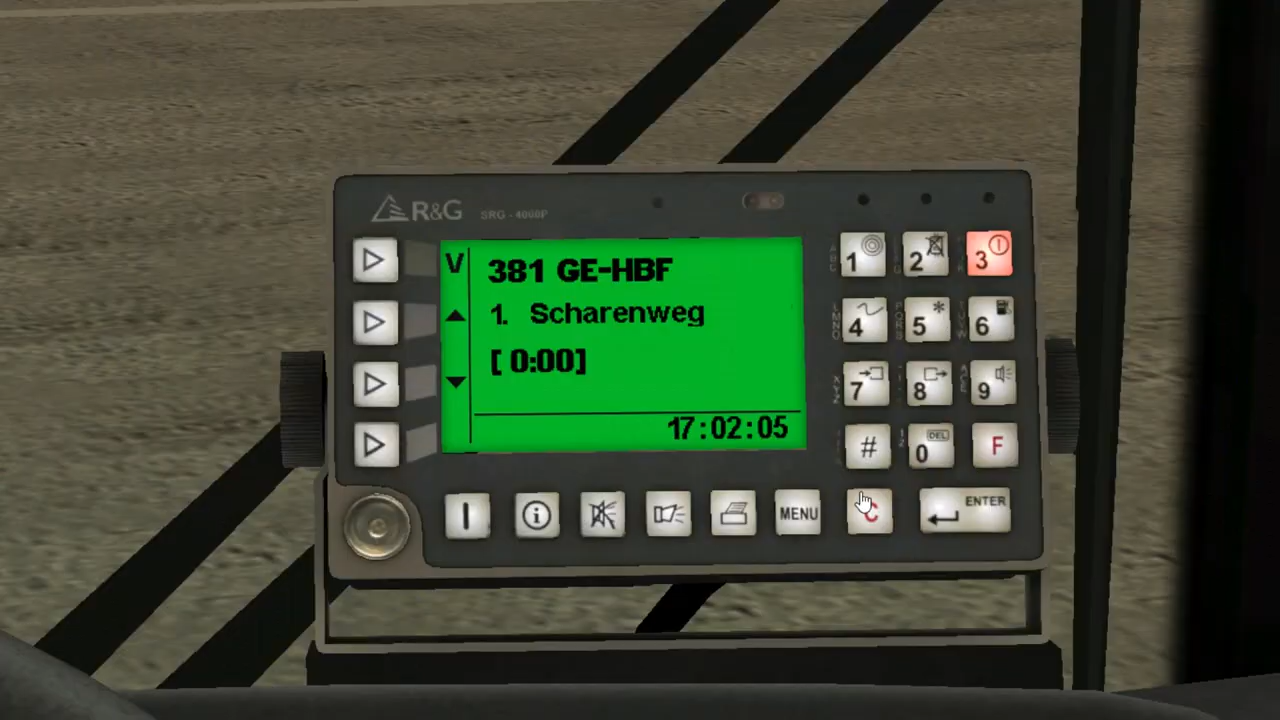 R&G SRG - 4000P
V
381 GE-HBF
1. Scharenweg
[ 0:00]
17:02:05
1 2 3
4 5 6
7 8 9
# 0 DEL F
MENU C ENTER